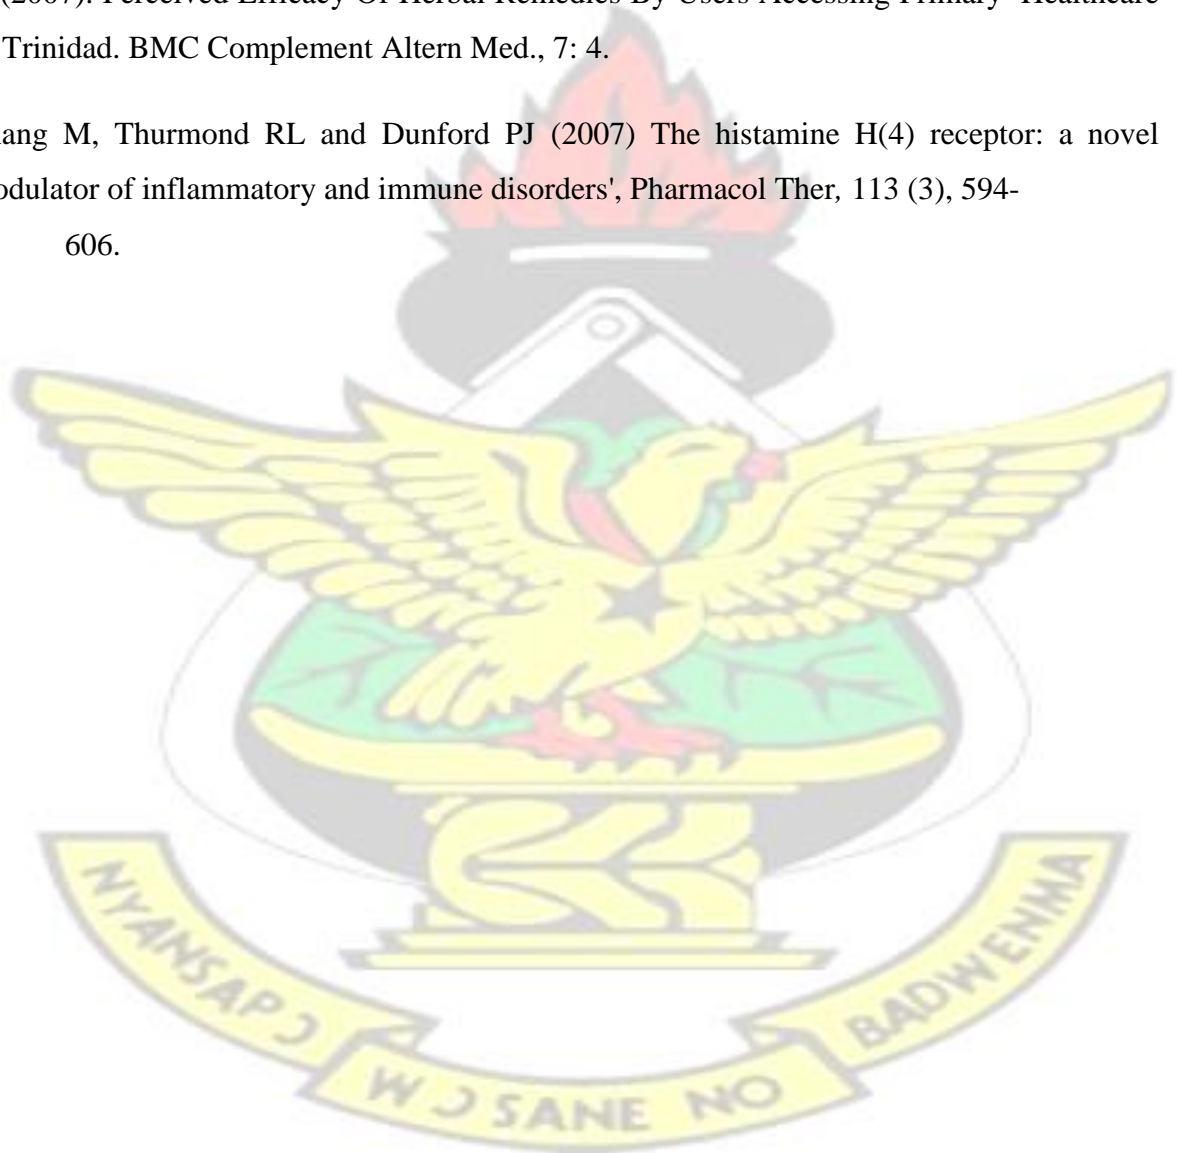 (2007). Perceived Efficacy Of Herbal Remedies By Users Accessing Primary Healthcare
Trinidad. BMC Complement Altern Med., 7: 4.
ang M, Thurmond RL and Dunford PJ (2007) The histamine H(4) receptor: a novel
odulator of inflammatory and immune disorders', Pharmacol Ther, 113 (3), 594-
606.
NYANSAPƆ
WƆSANE NO
BADWENMA